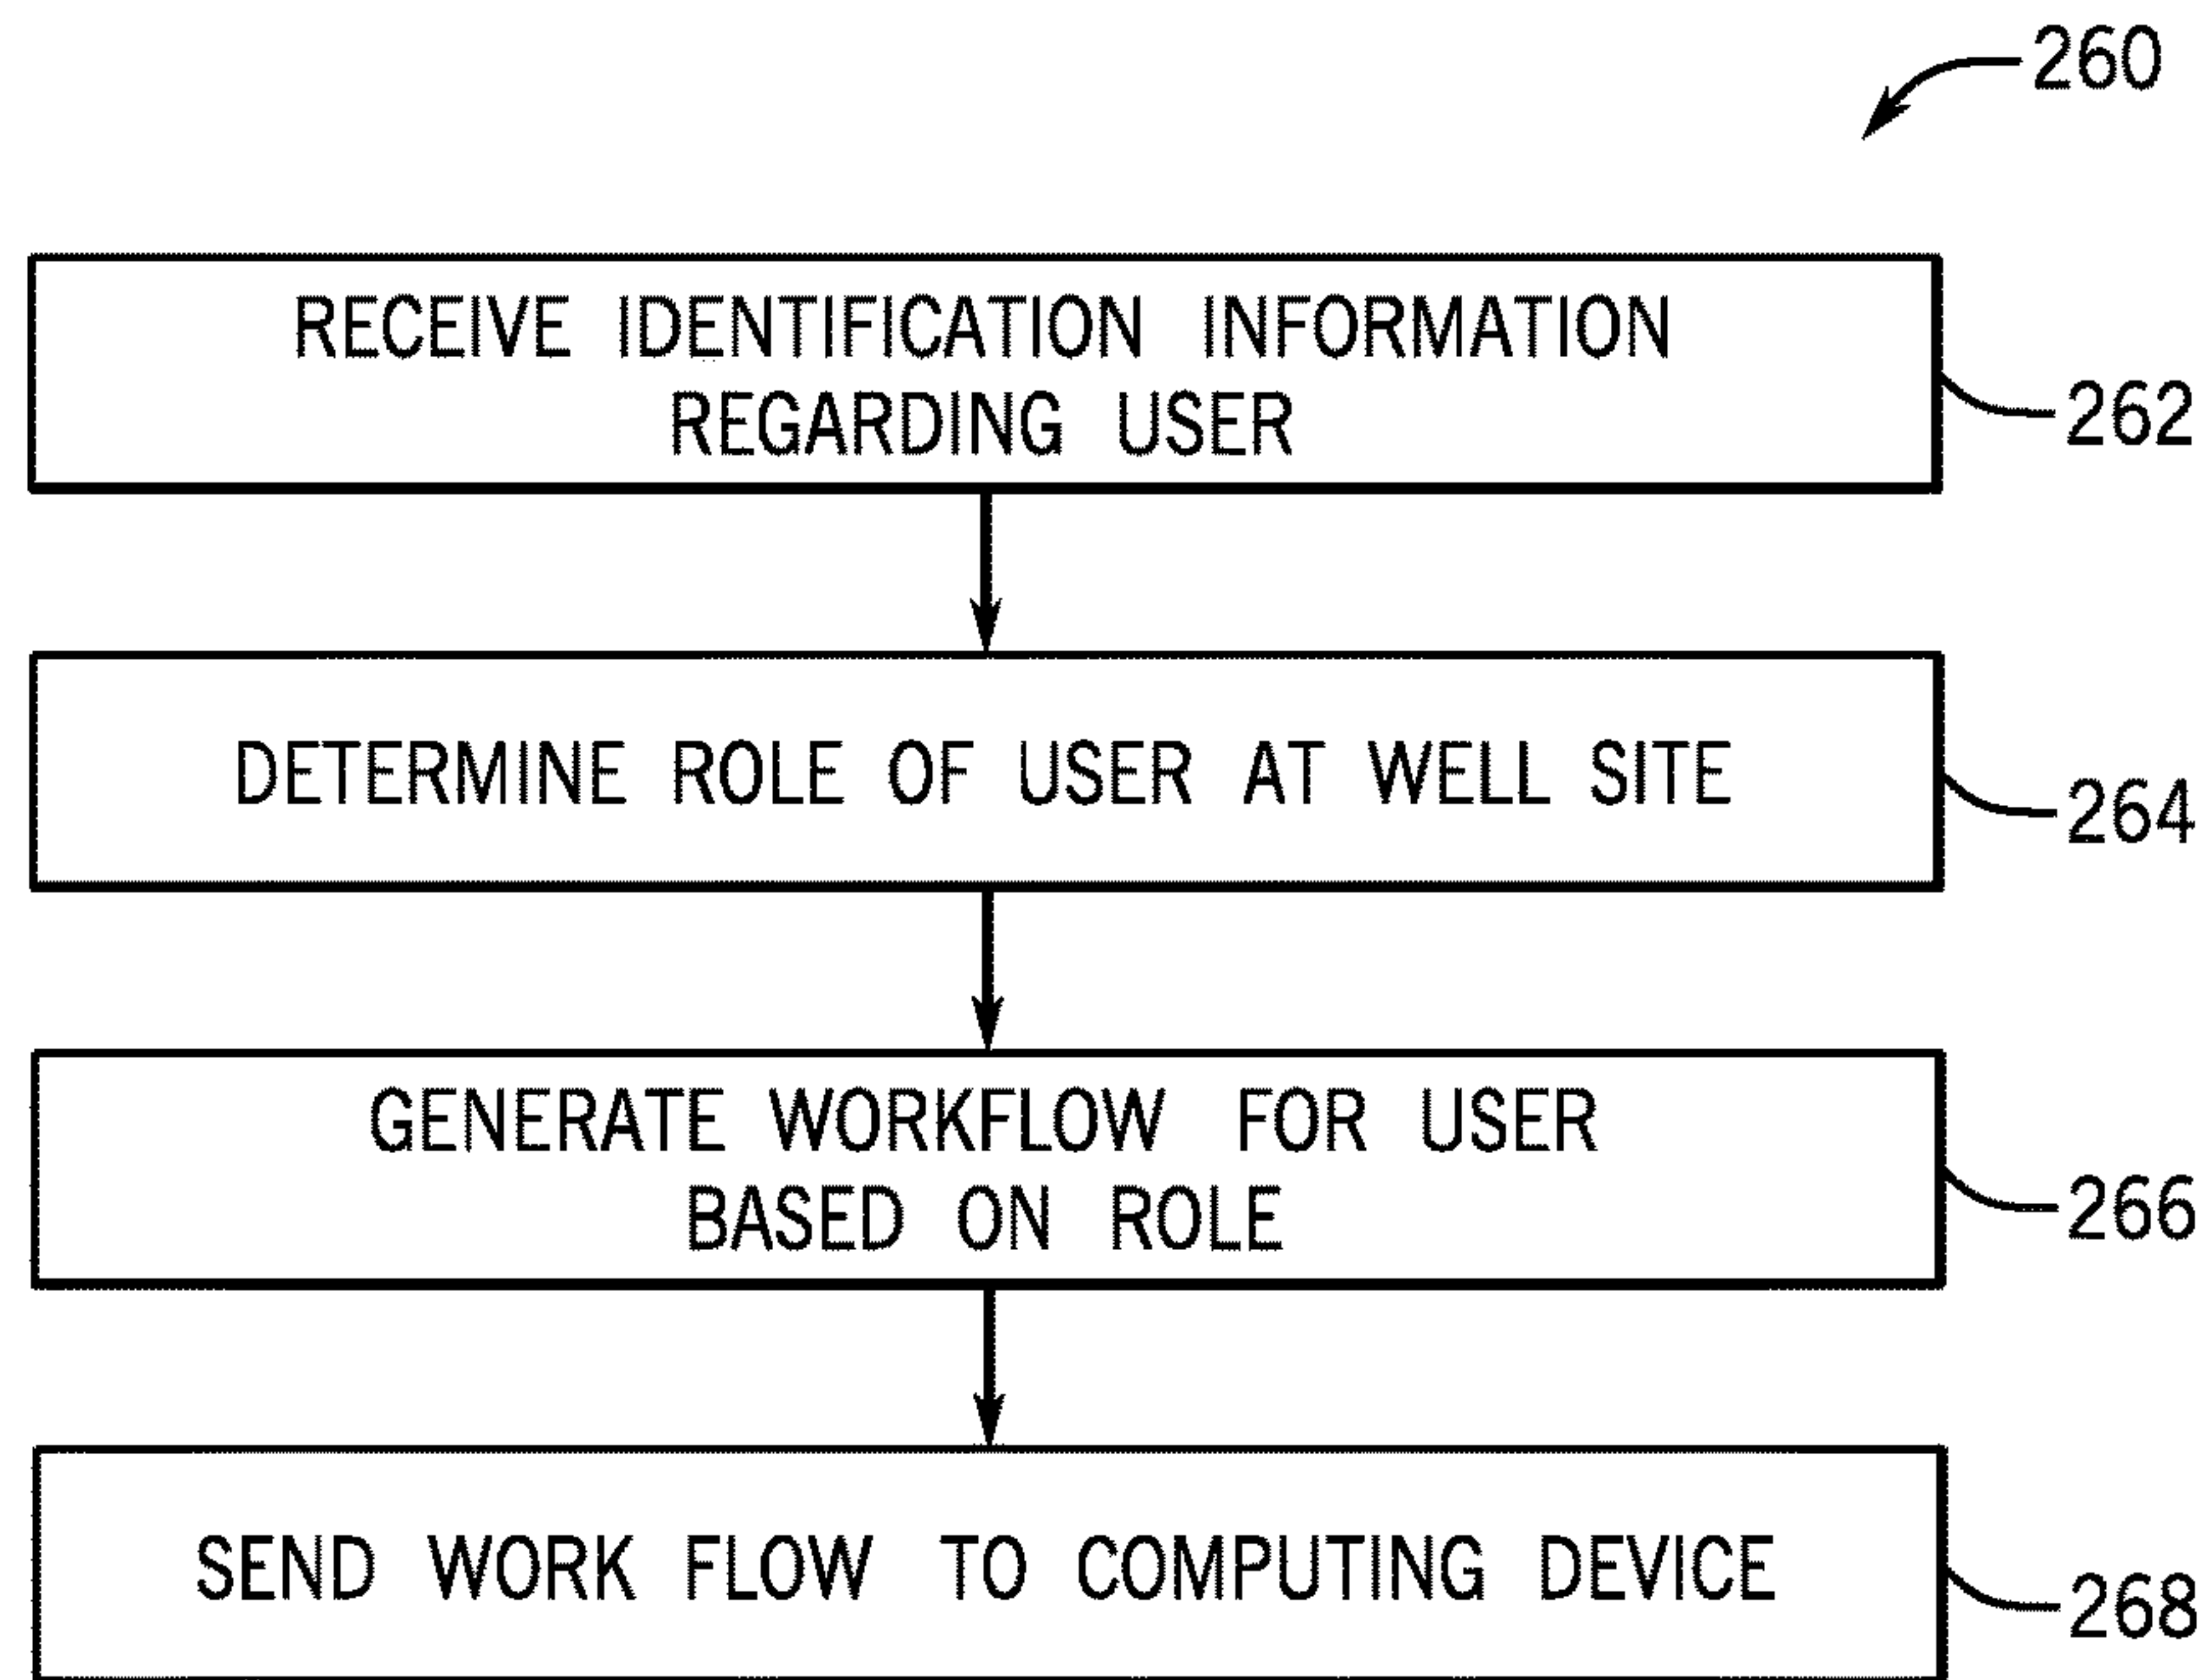 260
RECEIVE IDENTIFICATION INFORMATION
REGARDING USER
262
DETERMINE ROLE OF USER AT WELL SITE
264
GENERATE WORKFLOW FOR USER
BASED ON ROLE
266
SEND WORK FLOW TO COMPUTING DEVICE
268